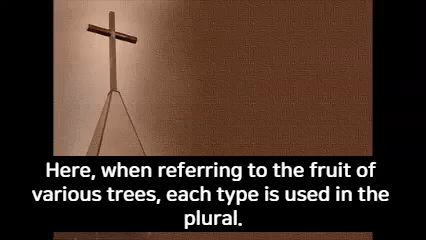 Here, when referring to the fruit of
various trees, each type is used in the
plural.